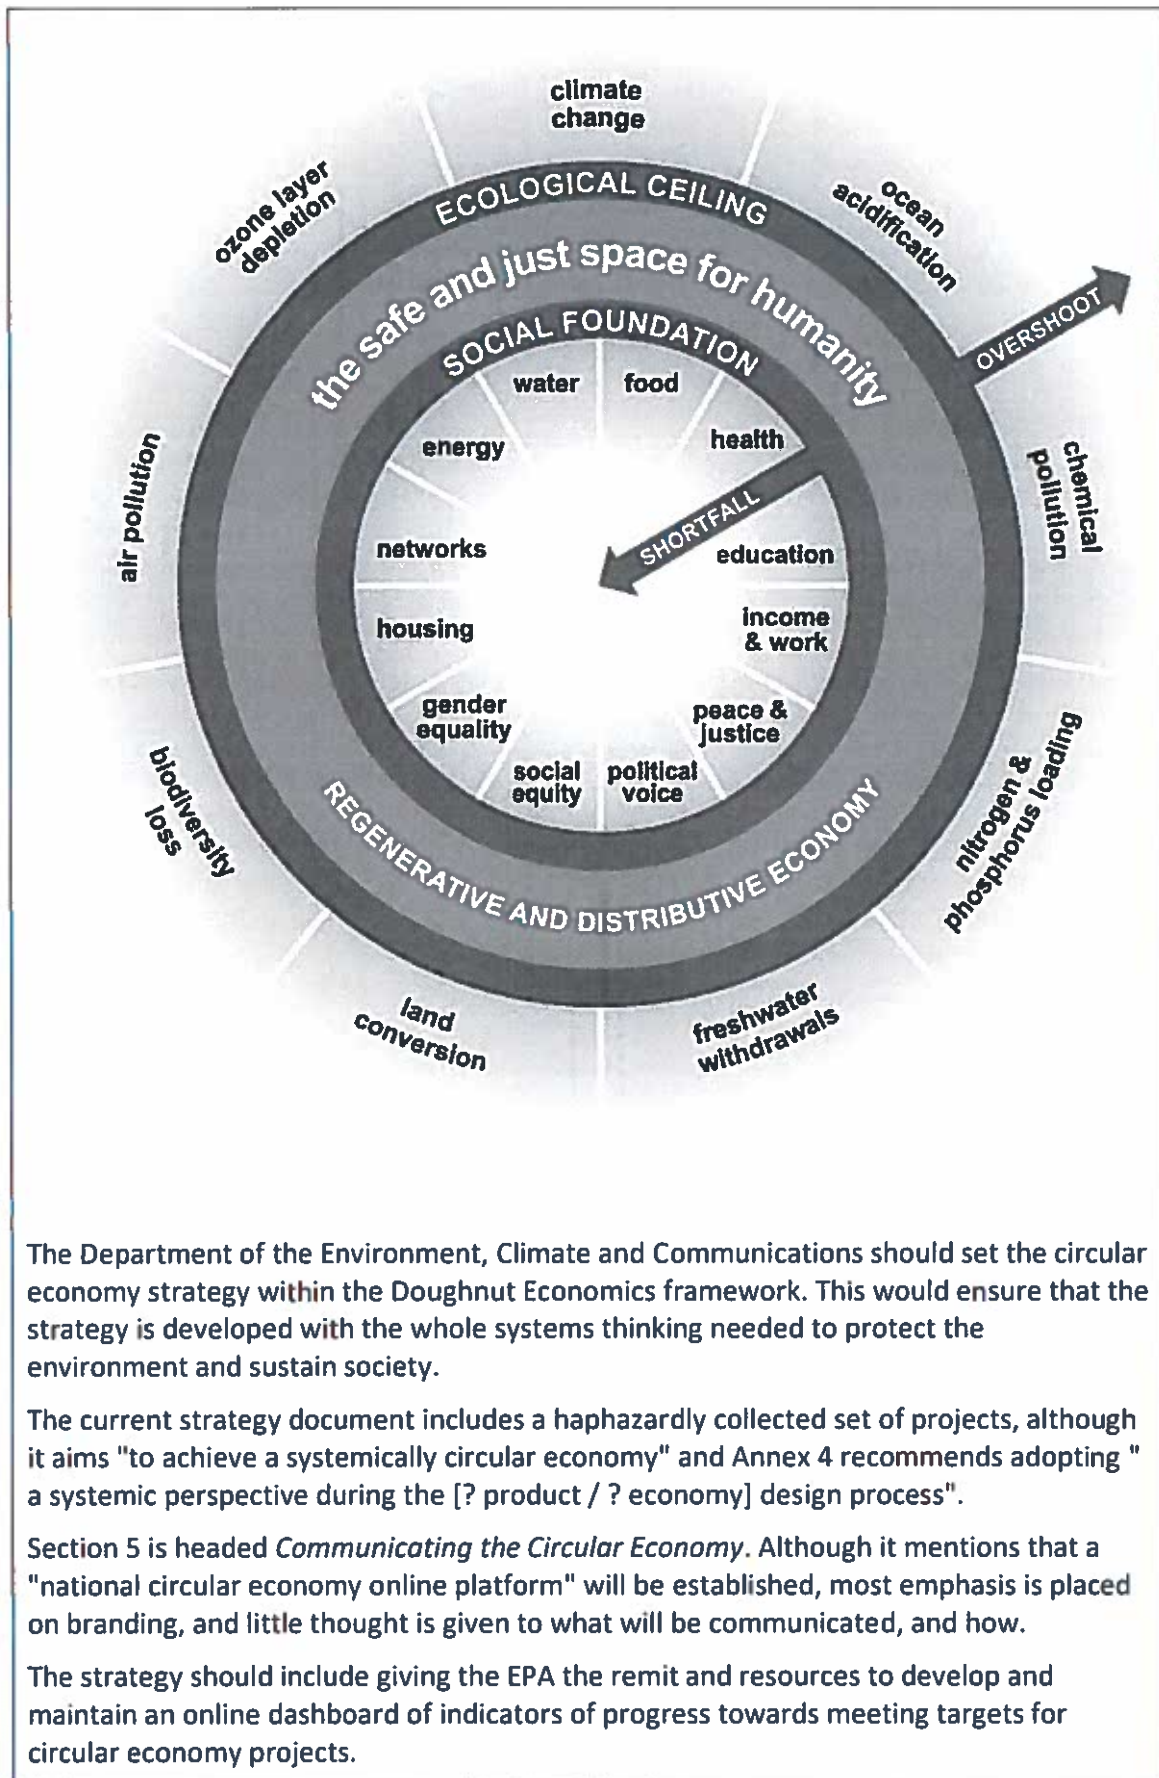 climate
change
ozone layer
depletion
ocean
acidification
ECOLOGICAL CEILING
the safe and just space for humanity
OVERSHOOT
SOCIAL FOUNDATION
water
food
energy
health
SHORTFALL
air pollution
chemical
pollution
networks
education
housing
income
& work
gender
equality
peace &
justice
social
equity
political
voice
biodiversity
loss
nitrogen &
phosphorus loading
REGENERATIVE AND DISTRIBUTIVE ECONOMY
land
conversion
freshwater
withdrawals
The Department of the Environment, Climate and Communications should set the circular
economy strategy within the Doughnut Economics framework. This would ensure that the
strategy is developed with the whole systems thinking needed to protect the
environment and sustain society.
The current strategy document includes a haphazardly collected set of projects, although
it aims "to achieve a systemically circular economy" and Annex 4 recommends adopting "
a systemic perspective during the [? product / ? economy] design process".
Section 5 is headed Communicating the Circular Economy. Although it mentions that a
"national circular economy online platform" will be established, most emphasis is placed
on branding, and little thought is given to what will be communicated, and how.
The strategy should include giving the EPA the remit and resources to develop and
maintain an online dashboard of indicators of progress towards meeting targets for
circular economy projects.